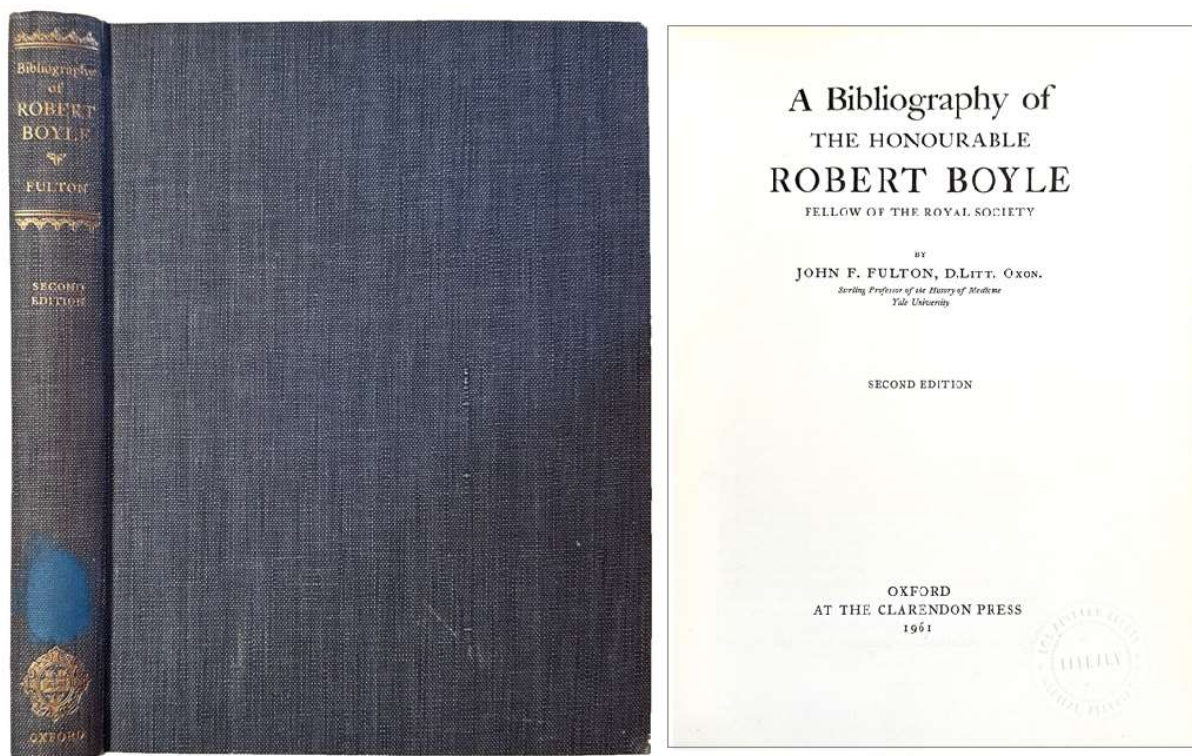 Bibliography
of
ROBERT
BOYLE
FULTON
SECOND
EDITION
OXFORD
A Bibliography of
THE HONOURABLE
ROBERT BOYLE
FELLOW OF THE ROYAL SOCIETY
BY
JOHN F. FULTON, D.LITT. OXON.
Sterling Professor of the History of Medicine
Yale University
SECOND EDITION
OXFORD
AT THE CLARENDON PRESS
1961
LIBRARY